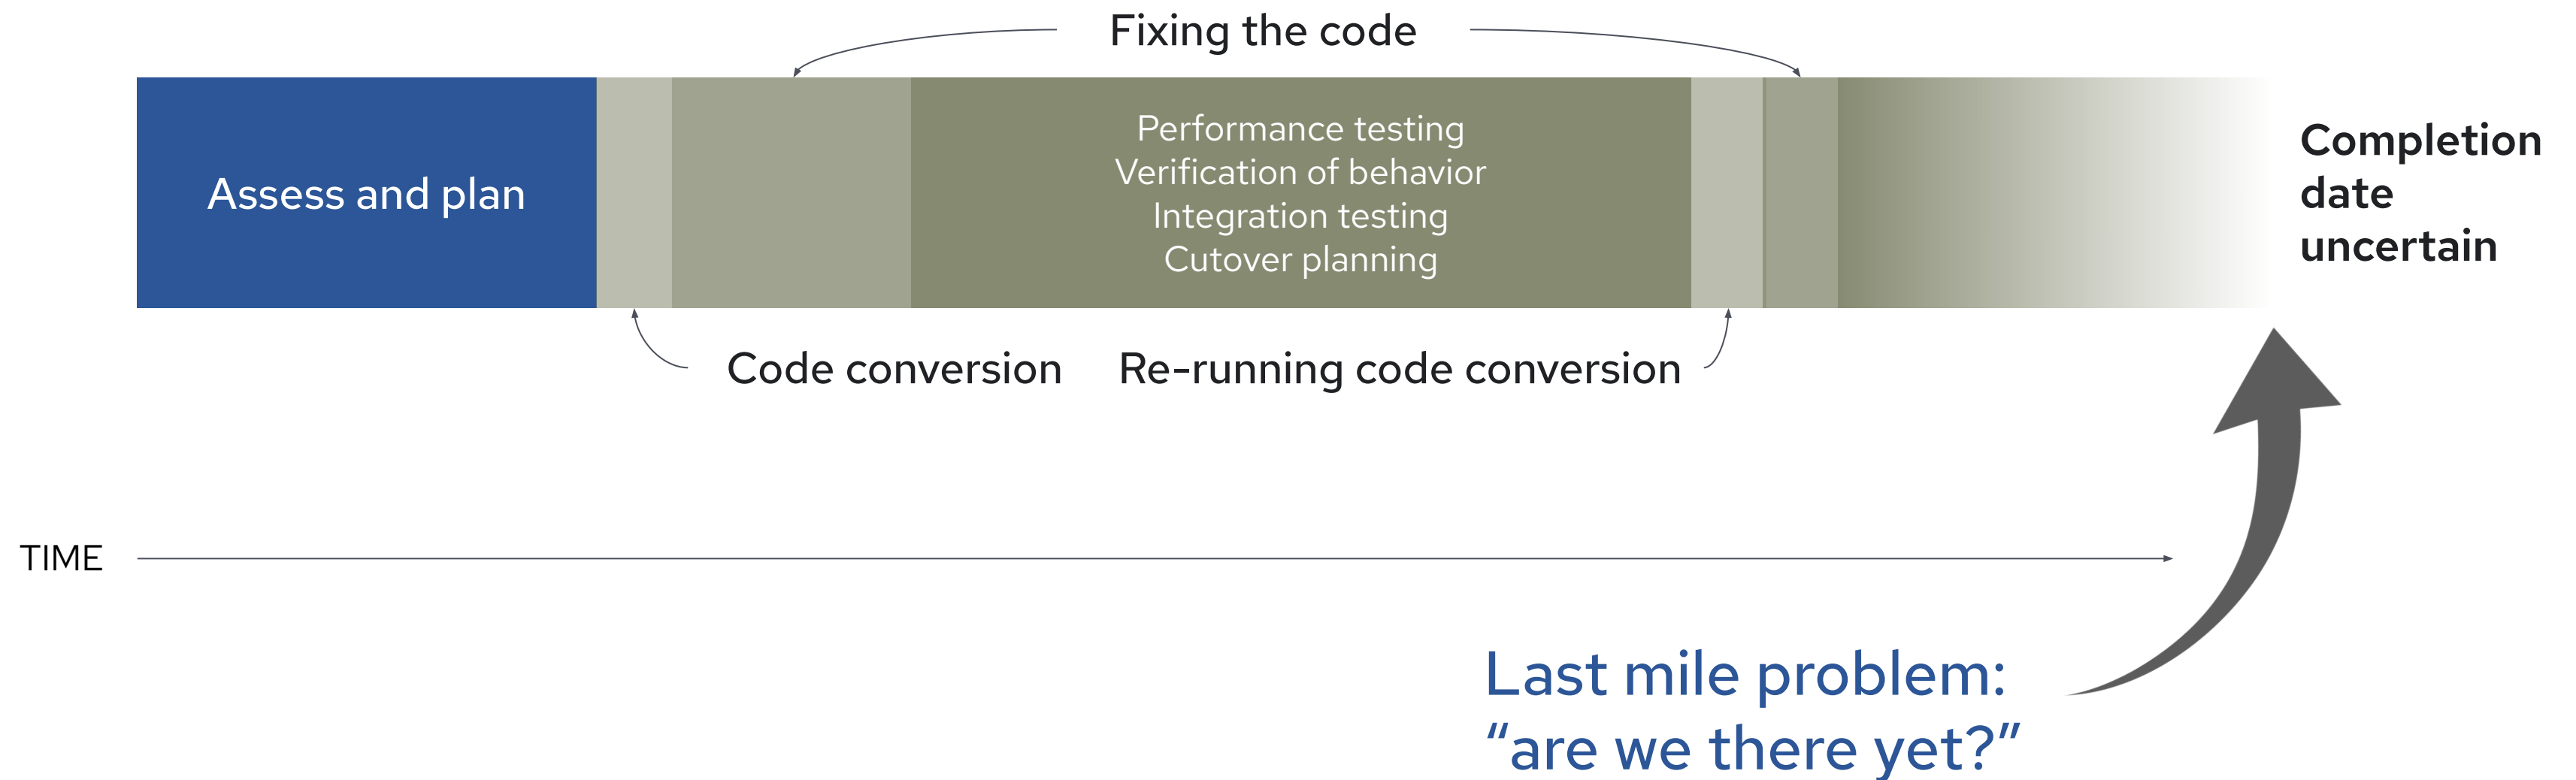 Fixing the code
Assess and plan
Performance testing
Verification of behavior
Integration testing
Cutover planning
Completion
date
uncertain
Code conversion
Re-running code conversion
TIME
Last mile problem:
“are we there yet?”